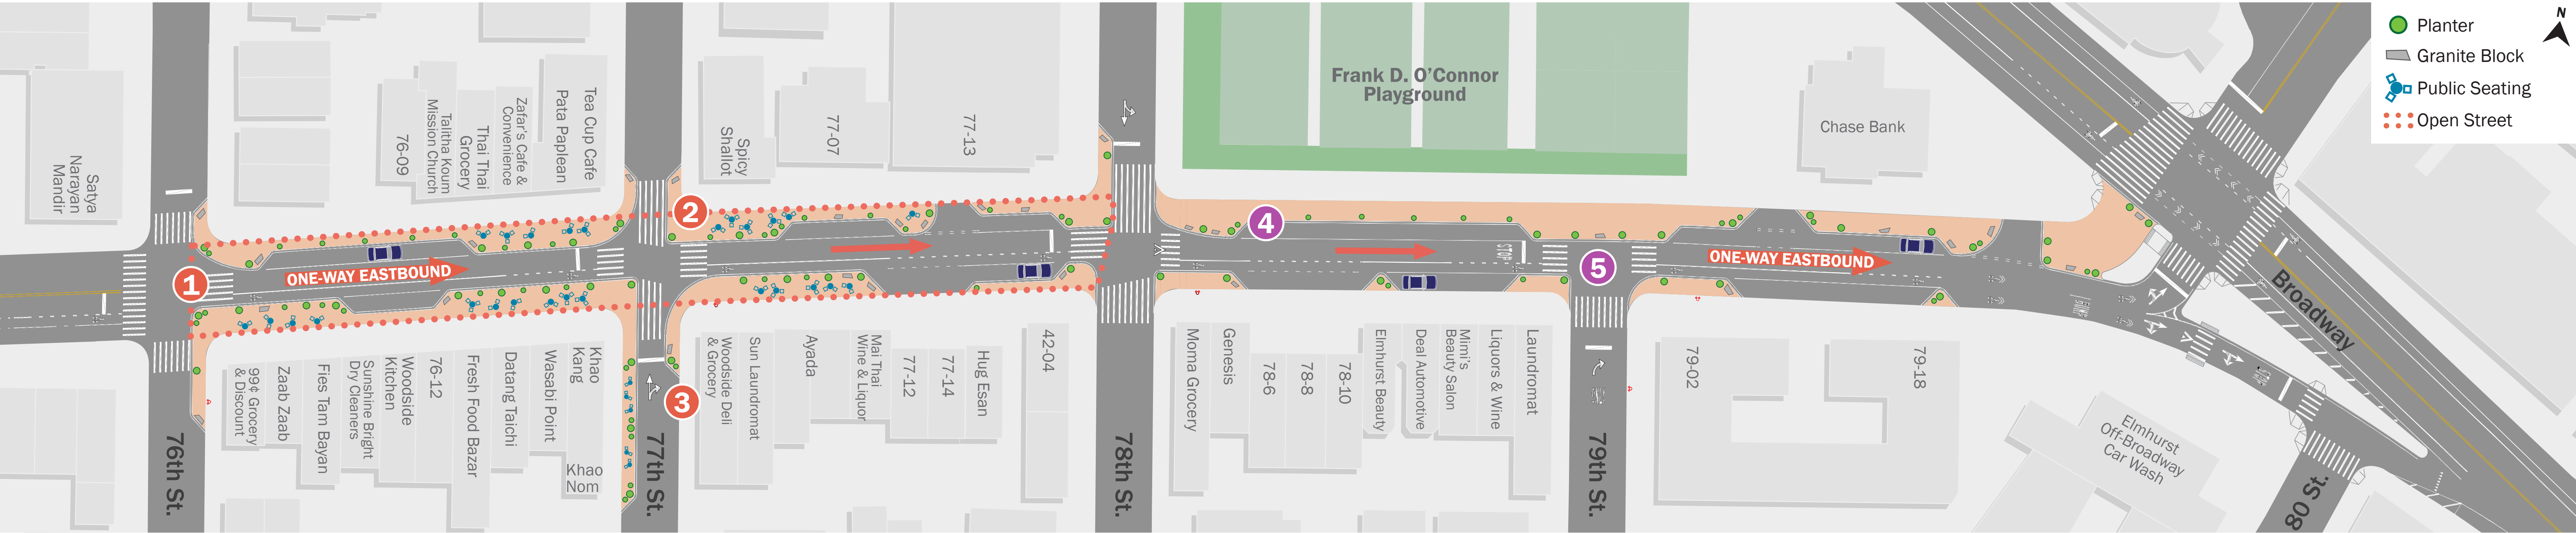 N
Planter
Granite Block
Public Seating
Open Street
Satya
Narayan
Mandir
76-09
Talitha Koum
Mission Church
Thai Thai
Grocery
Zafar's Cafe &
Convenience
Pata Paplean
Tea Cup Cafe
Spicy
Shallot
77-07
77-13
Frank D. O'Connor
Playground
Chase Bank
1
2
3
4
5
ONE-WAY EASTBOUND
ONE-WAY EASTBOUND
99¢ Grocery
& Discount
Zaab Zaab
Fies Tam Bayan
Sunshine Bright
Dry Cleaners
Woodside
Kitchen
76-12
Fresh Food Bazar
Datang Taichi
Wasabi Point
Khao
Kang
Khao
Nom
Woodside Deli
& Grocery
Sun Laundromat
Ayada
Mai Thai
Wine & Liquor
77-12
77-14
Hug Esan
42-04
Moma Grocery
Genesis
78-6
78-8
78-10
Elmhurst Beauty
Deal Automotive
Mimi's
Beauty Salon
Liquors & Wine
Laundromat
79-02
79-18
Elmhurst
Off-Broadway
Car Wash
76th St.
77th St.
78th St.
79th St.
80 St.
Broadway